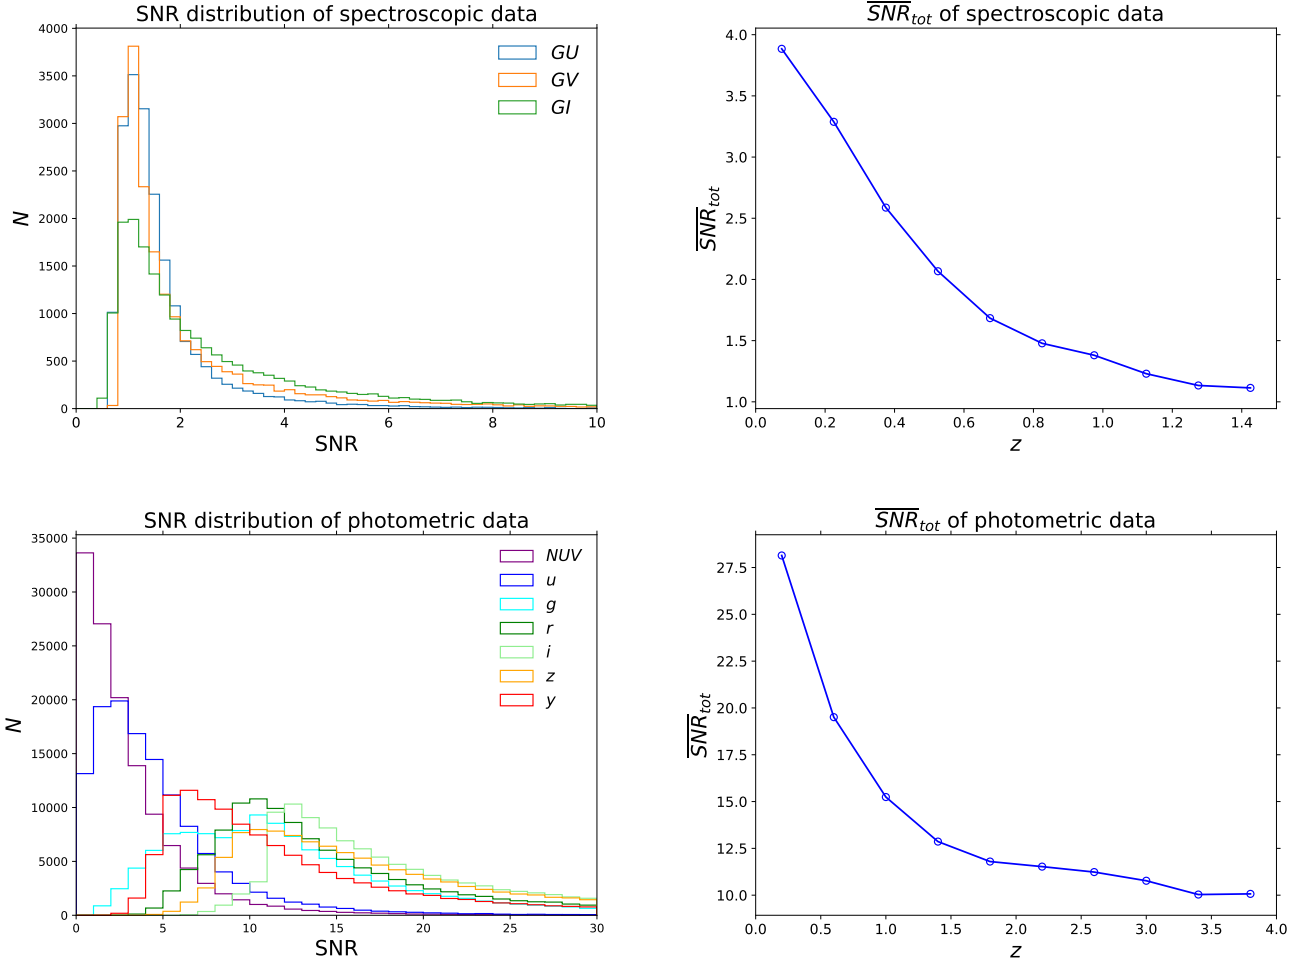 SNR distribution of spectroscopic data
4000
3500
3000
2500
2000
1500
1000
500
0
N
GU
GV
GI
0 2 4 6 8 10
SNR
SNR_tot of spectroscopic data
4.0
3.5
3.0
2.5
2.0
1.5
1.0
SNR_tot
0.0 0.2 0.4 0.6 0.8 1.0 1.2 1.4
z
SNR distribution of photometric data
35000
30000
25000
20000
15000
10000
5000
0
N
NUV
u
g
r
i
z
y
0 5 10 15 20 25 30
SNR
SNR_tot of photometric data
27.5
25.0
22.5
20.0
17.5
15.0
12.5
10.0
SNR_tot
0.0 0.5 1.0 1.5 2.0 2.5 3.0 3.5 4.0
z